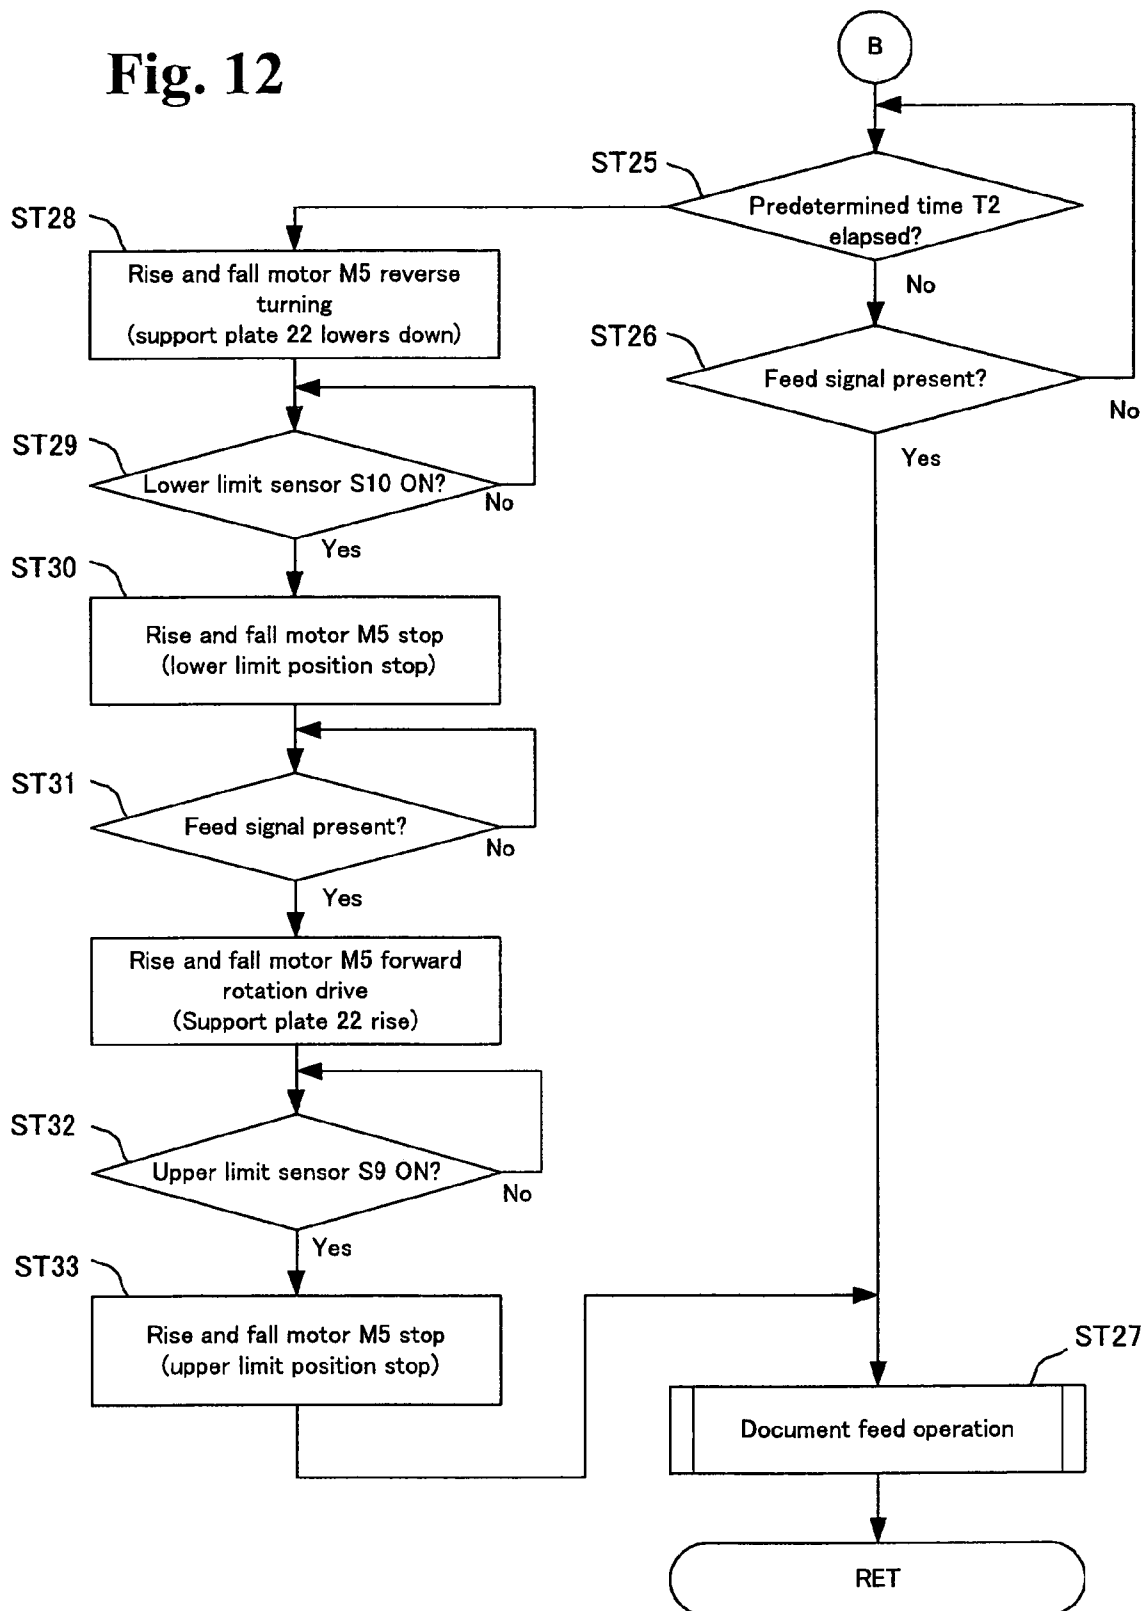 Fig. 12
B
ST25
Predetermined time T2
elapsed?
No
ST26
Feed signal present?
No
Yes
ST28
Rise and fall motor M5 reverse
turning
(support plate 22 lowers down)
ST29
Lower limit sensor S10 ON?
No
Yes
ST30
Rise and fall motor M5 stop
(lower limit position stop)
ST31
Feed signal present?
No
Yes
Rise and fall motor M5 forward
rotation drive
(Support plate 22 rise)
ST32
Upper limit sensor S9 ON?
No
Yes
ST33
Rise and fall motor M5 stop
(upper limit position stop)
ST27
Document feed operation
RET